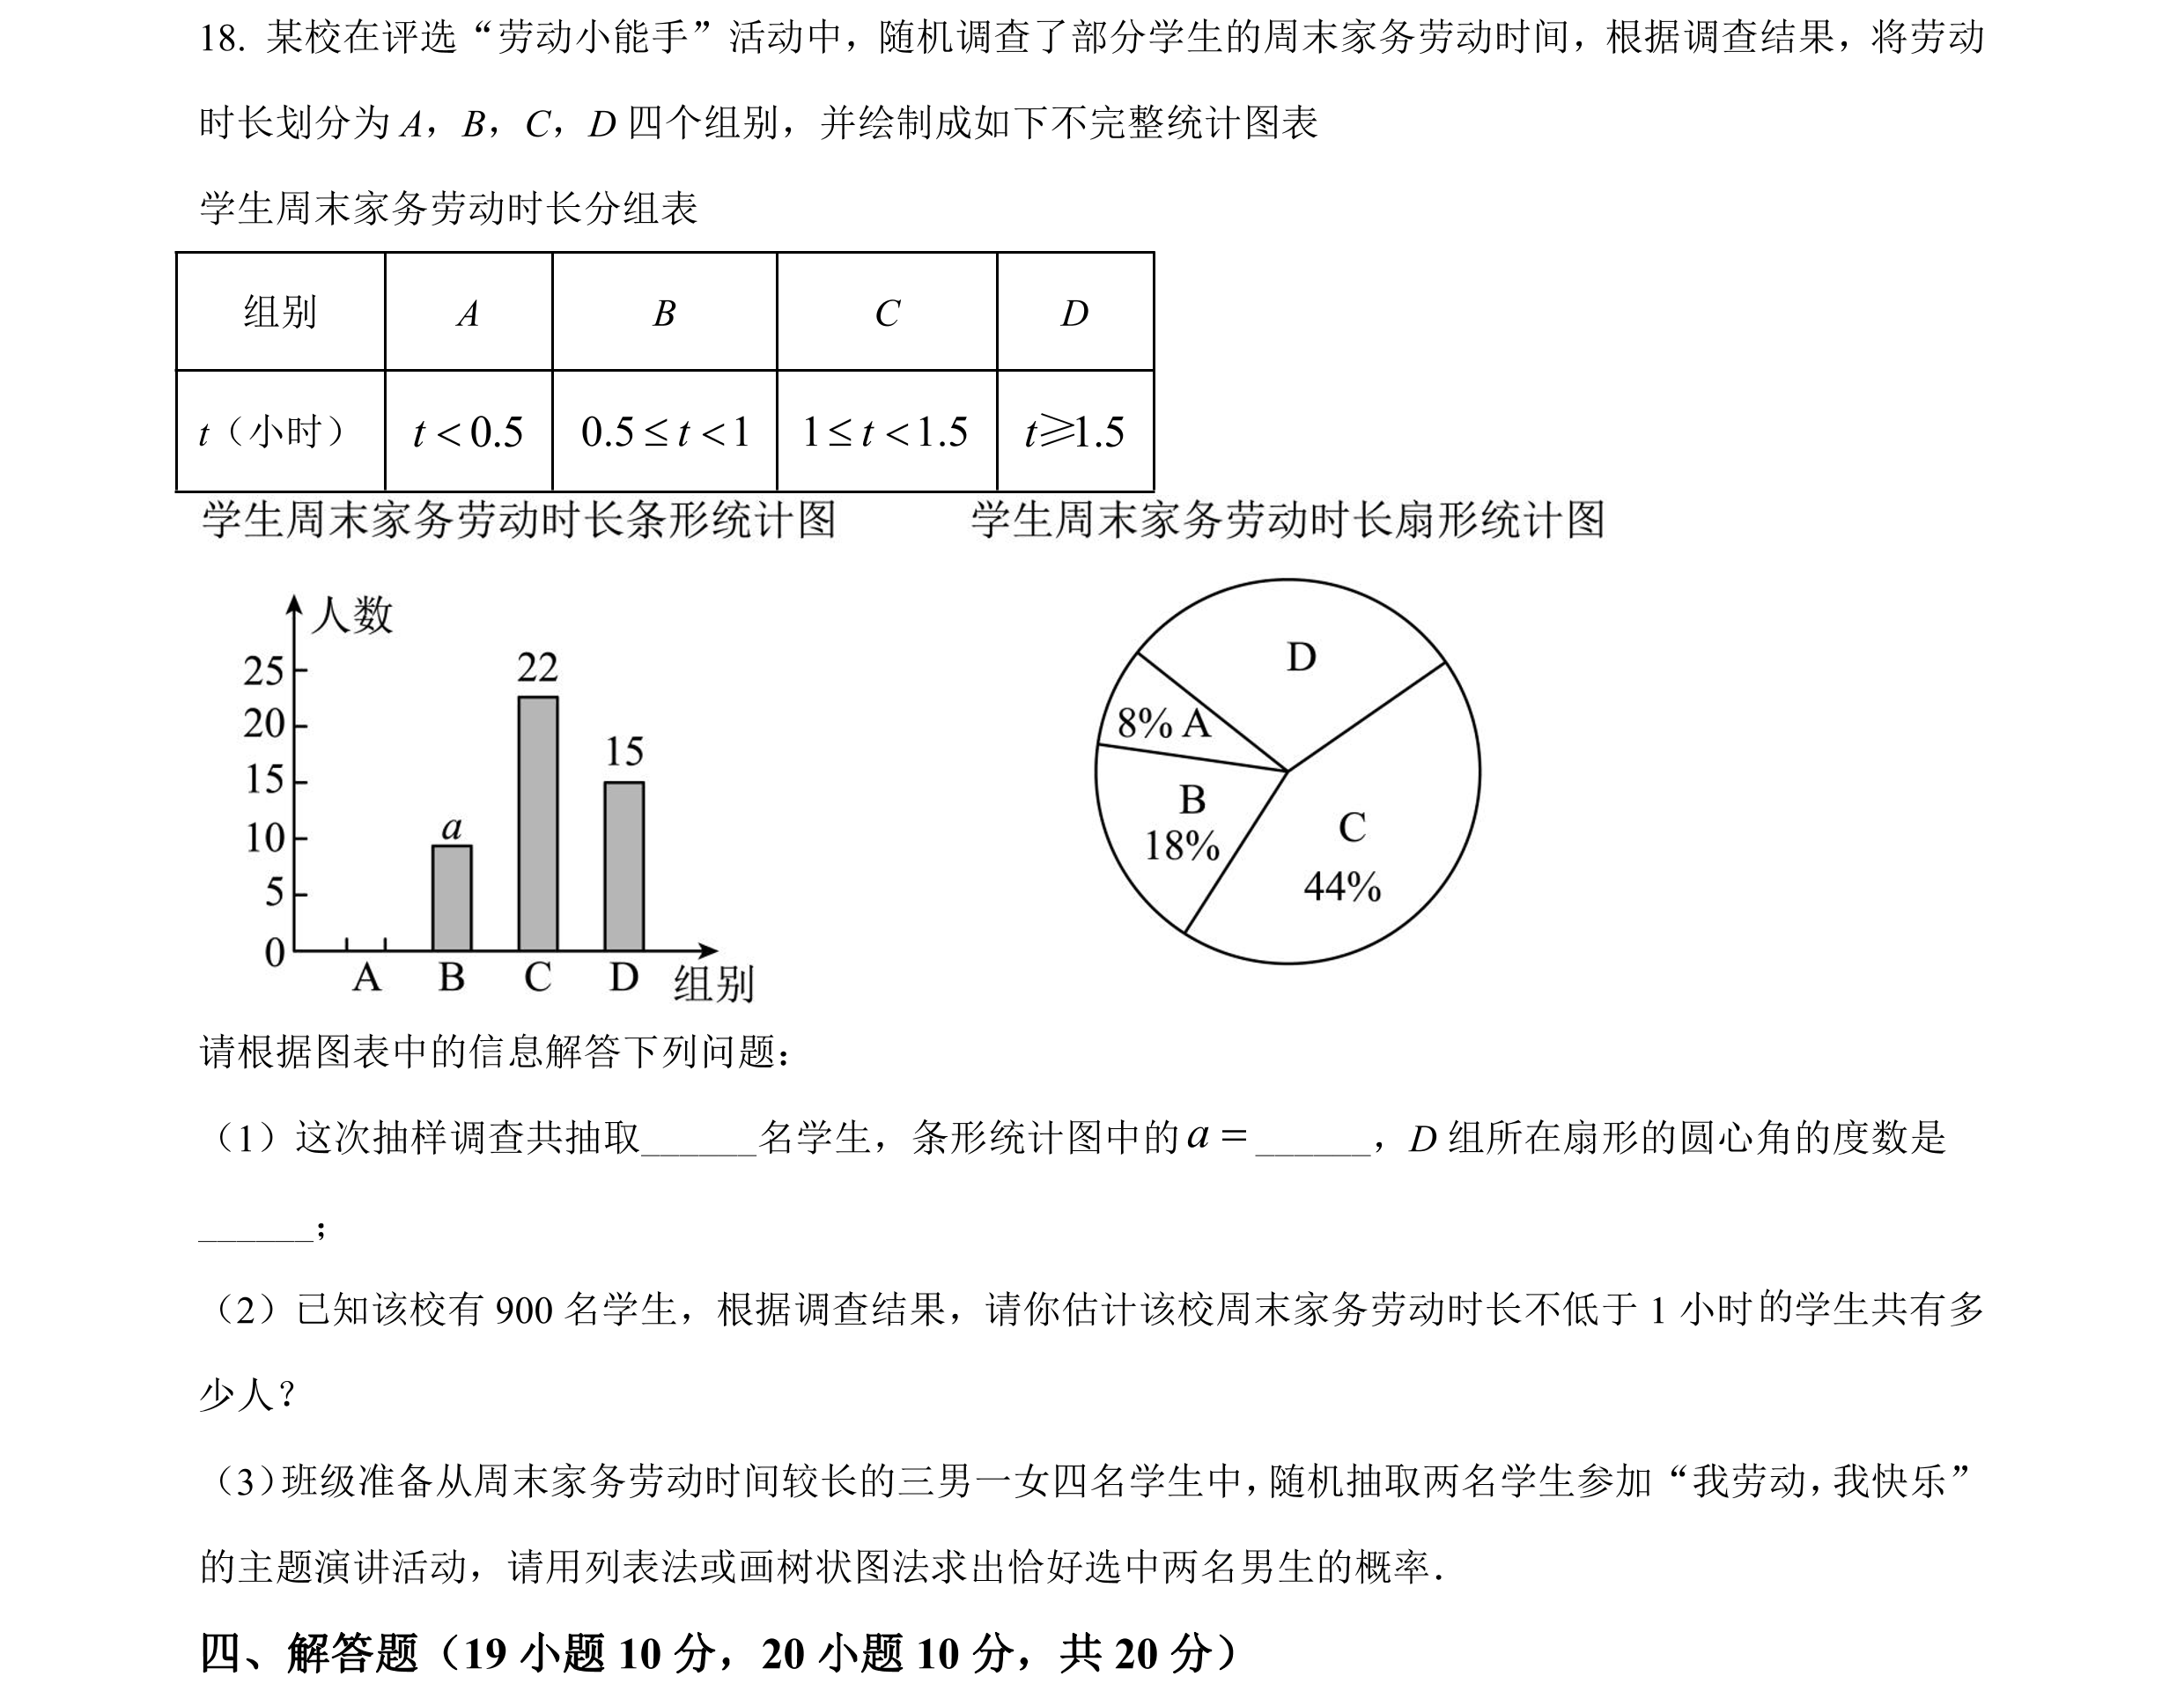 18. 某校在评选“劳动小能手”活动中，随机调查了部分学生的周末家务劳动时间，根据调查结果，将劳动
时长划分为 A，B，C，D 四个组别，并绘制成如下不完整统计图表
学生周末家务劳动时长分组表
组别 A B C D
t（小时） t＜0.5 0.5≤t＜1 1≤t＜1.5 t≥1.5
学生周末家务劳动时长条形统计图
人数
25
20
15
10
5
0
a
22
15
A B C D 组别
学生周末家务劳动时长扇形统计图
D
8% A
B
18%
C
44%
请根据图表中的信息解答下列问题：
（1）这次抽样调查共抽取______名学生，条形统计图中的 a = ______，D 组所在扇形的圆心角的度数是
______；
（2）已知该校有 900 名学生，根据调查结果，请你估计该校周末家务劳动时长不低于 1 小时的学生共有多
少人？
（3）班级准备从周末家务劳动时间较长的三男一女四名学生中，随机抽取两名学生参加“我劳动，我快乐”
的主题演讲活动，请用列表法或画树状图法求出恰好选中两名男生的概率．
四、解答题（19 小题 10 分，20 小题 10 分，共 20 分）